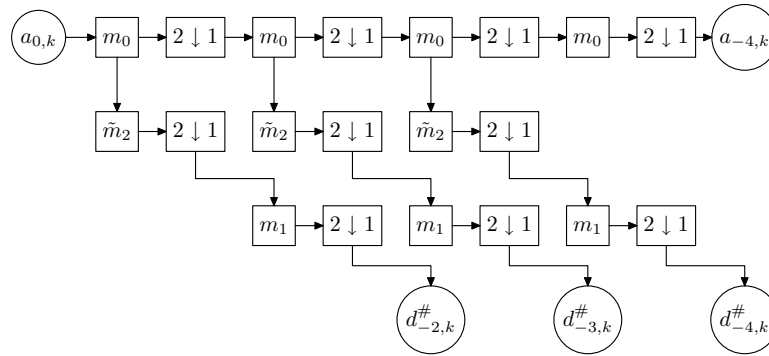 a_{0,k} m_0 2 ↓ 1 m_0 2 ↓ 1 m_0 2 ↓ 1 m_0 2 ↓ 1 a_{-4,k}
m̃_2 2 ↓ 1 m̃_2 2 ↓ 1 m̃_2 2 ↓ 1
m_1 2 ↓ 1 m_1 2 ↓ 1 m_1 2 ↓ 1
d^#_{-2,k} d^#_{-3,k} d^#_{-4,k}